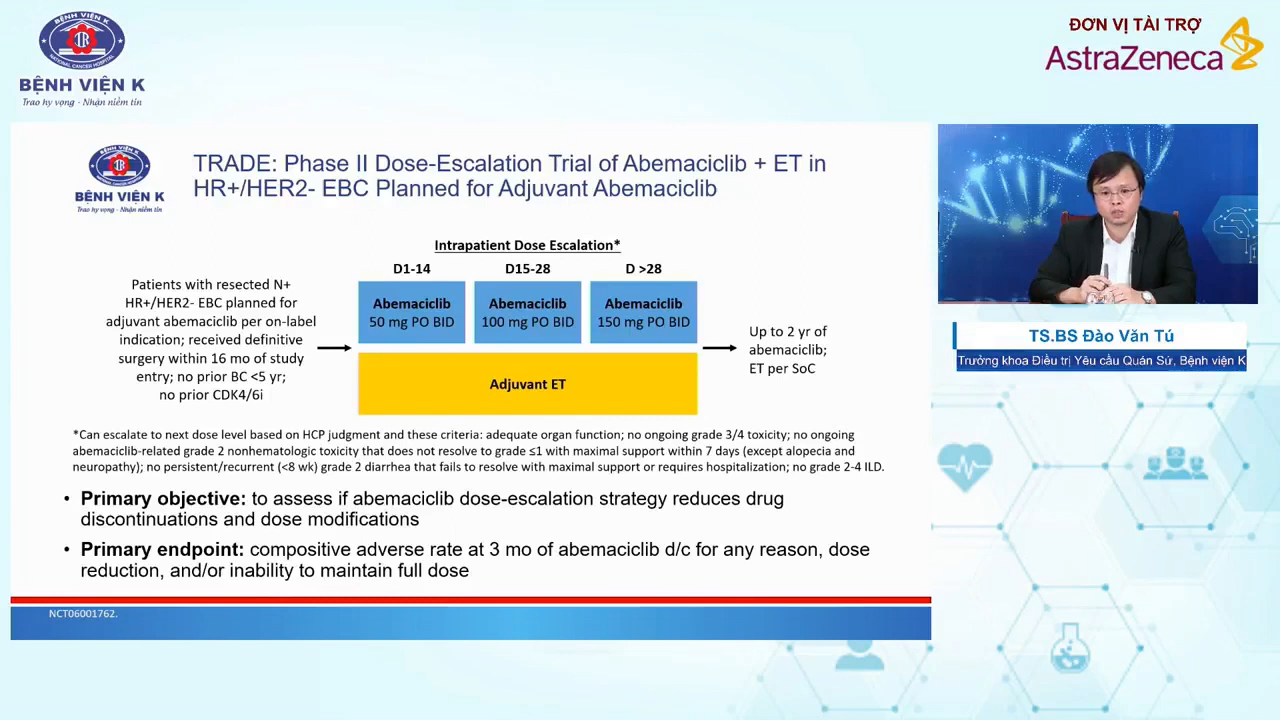 NATIONAL CANCER HOSPITAL
BỆNH VIỆN K
Trao hy vọng - Nhận niềm tin
ĐƠN VỊ TÀI TRỢ
AstraZeneca
BỆNH VIỆN K
Trao hy vọng - Nhận niềm tin
TRADE: Phase II Dose-Escalation Trial of Abemaciclib + ET in
HR+/HER2- EBC Planned for Adjuvant Abemaciclib
Intrapatient Dose Escalation*
D1-14
D15-28
D >28
Patients with resected N+
HR+/HER2- EBC planned for
adjuvant abemaciclib per on-label
indication; received definitive
surgery within 16 mo of study
entry; no prior BC <5 yr;
no prior CDK4/6i
Abemaciclib
50 mg PO BID
Abemaciclib
100 mg PO BID
Abemaciclib
150 mg PO BID
Adjuvant ET
Up to 2 yr of
abemaciclib;
ET per SoC
*Can escalate to next dose level based on HCP judgment and these criteria: adequate organ function; no ongoing grade 3/4 toxicity; no ongoing
abemaciclib-related grade 2 nonhematologic toxicity that does not resolve to grade ≤1 with maximal support within 7 days (except alopecia and
neuropathy); no persistent/recurrent (<8 wk) grade 2 diarrhea that fails to resolve with maximal support or requires hospitalization; no grade 2-4 ILD.
• Primary objective: to assess if abemaciclib dose-escalation strategy reduces drug
discontinuations and dose modifications
• Primary endpoint: compositive adverse rate at 3 mo of abemaciclib d/c for any reason, dose
reduction, and/or inability to maintain full dose
NCT06001762.
TS.BS Đào Văn Tú
Trưởng khoa Điều trị Yêu cầu Quán Sứ, Bệnh viện K